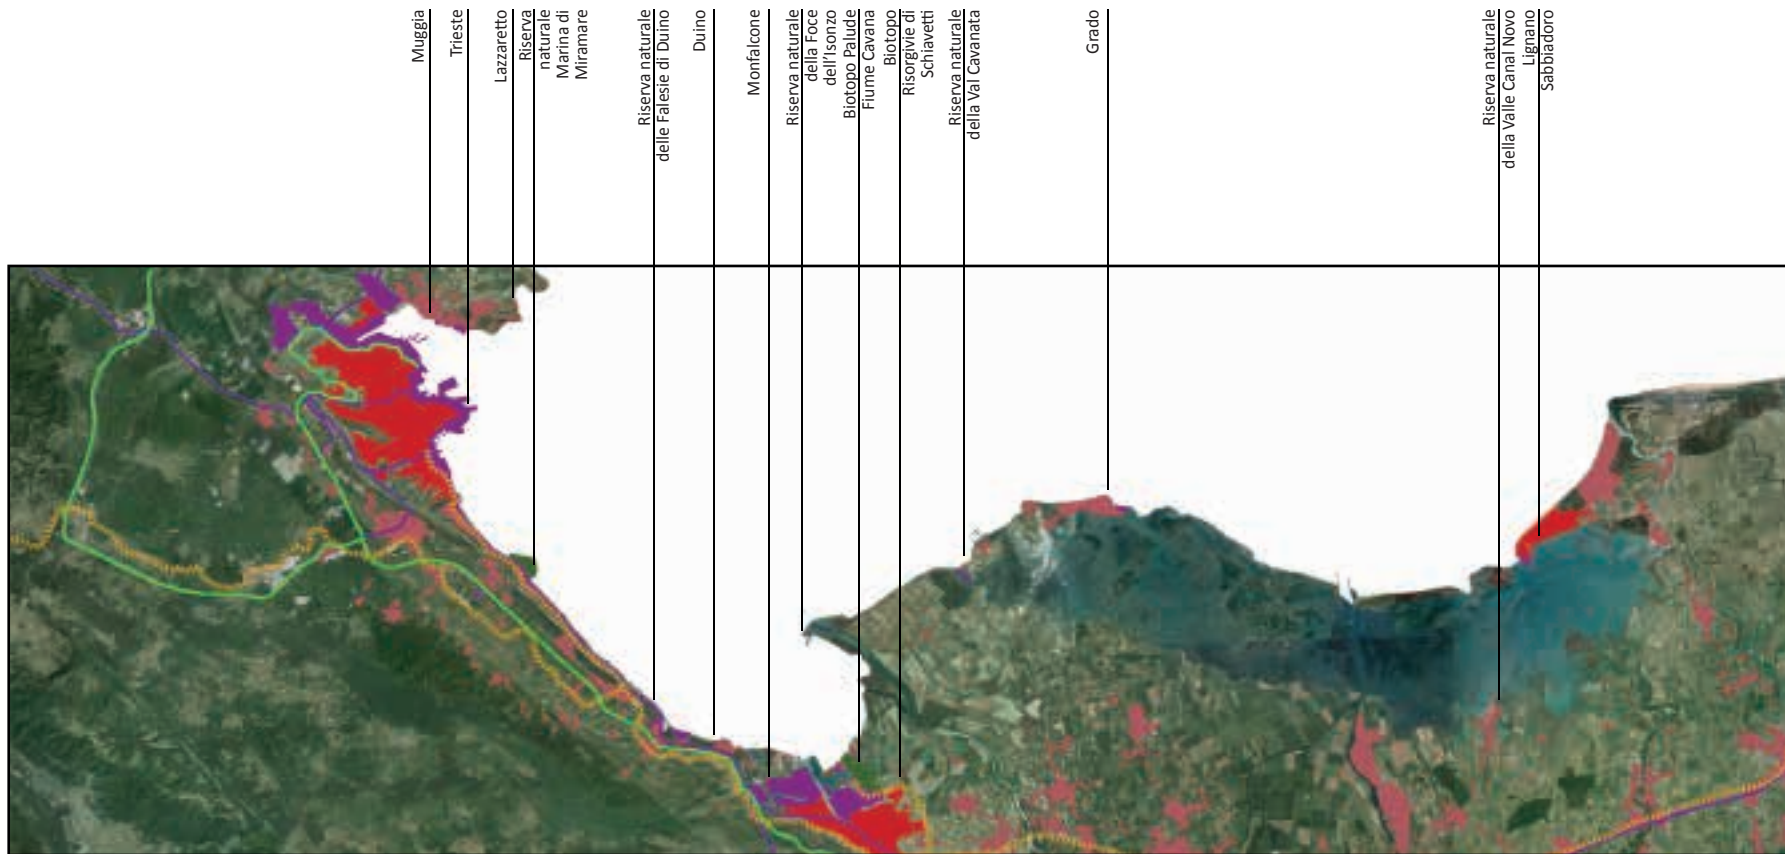 Muggia
Trieste
Lazzaretto
Riserva
naturale
Marina di
Miramare
Riserva naturale
delle Falesie di Duino
Duino
Monfalcone
Riserva naturale
della Foce
dell'Isonzo
Biotopo Palude
Fiume Cavana
Biotopo
Risorgivie di
Schiavetti
Riserva naturale
della Val Cavanata
Grado
Riserva naturale
della Valle Canal Novo
Lignano
Sabbiadoro